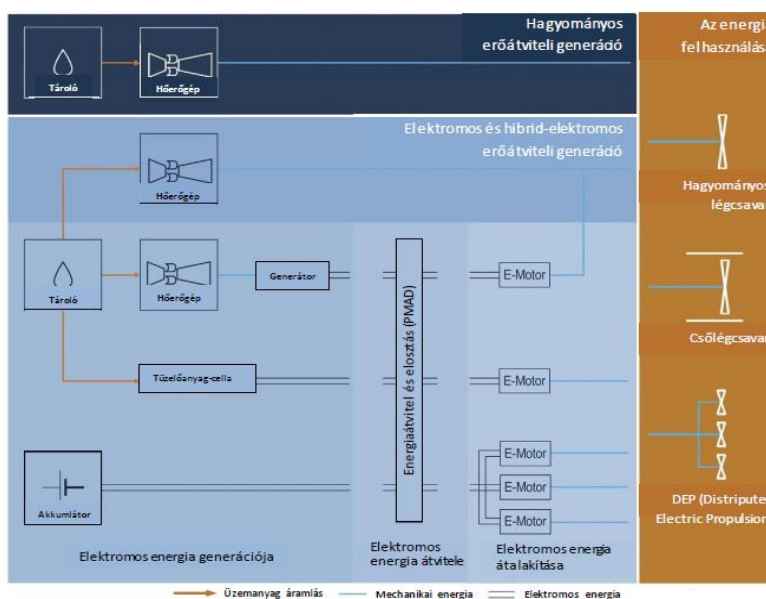 Hagyományos
erőátviteli generáció
Tároló
Hőerőgép
Az energia
felhasználása
Elektromos és hibrid-elektromos
erőátviteli generáció
Hőerőgép
Hagyományos
légcsavar
Tároló
Hőerőgép
Generátor
Energiaátvitel és elosztás (PMAD)
E-Motor
Csőlégcsavar
Tüzelőanyag-cella
E-Motor
E-Motor
E-Motor
E-Motor
Akkumlátor
DEP (Distripute
Electric Propulsion
Elektromos energia generációja
Elektromos
energia átvitele
Elektromos energia
átalakítása
Üzemanyag áramlás
Mechanikai energia
Elektromos energia